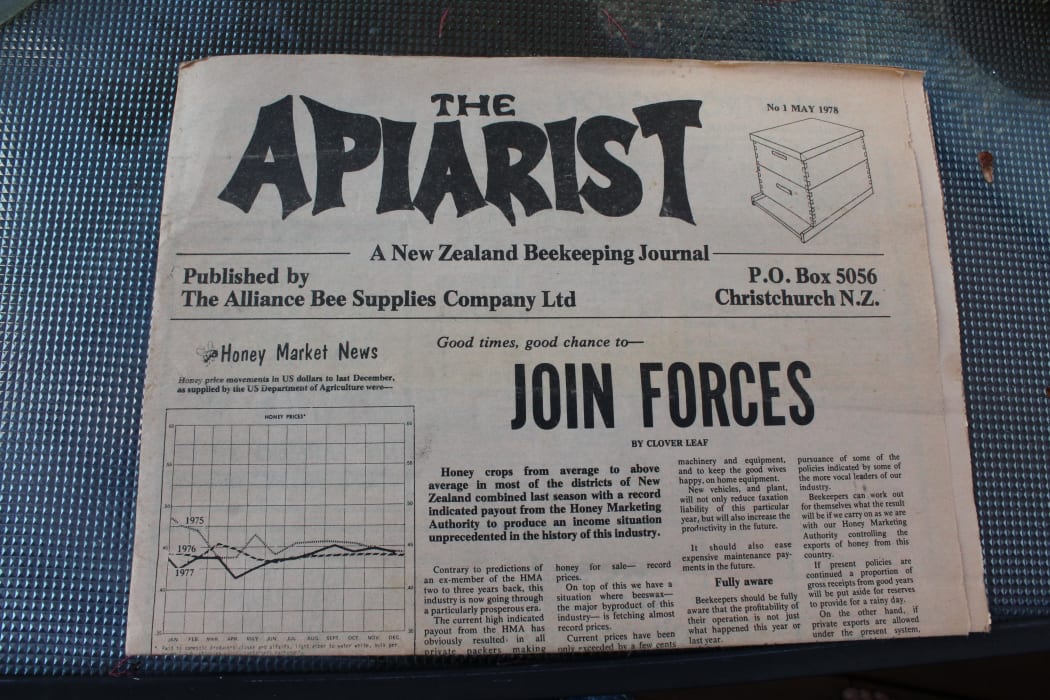 THE
APIARIST
No 1 MAY 1978
A New Zealand Beekeeping Journal
Published by
The Alliance Bee Supplies Company Ltd
P.O. Box 5056
Christchurch N.Z.
Honey Market News
Honey price movements in US dollars to last December,
as supplied by the US Department of Agriculture were—
HONEY PRICES*
1975
1976
1977
JAN. FEB. MAR. APR. MAY JUN. JUL. AUG. SEPT. OCT. NOV. DEC.
Good times, good chance to—
JOIN FORCES
BY CLOVER LEAF
Honey crops from average to above
average in most of the districts of New
Zealand combined last season with a record
indicated payout from the Honey Marketing
Authority to produce an income situation
unprecedented in the history of this industry.
Contrary to predictions of
an ex-member of the HMA
two to three years back, this
industry is now going through
a particularly prosperous era.
The current high indicated
payout from the HMA has
obviously resulted in all
private packers making
honey for sale— record
prices.
On top of this we have a
situation where beeswax—
the major byproduct of this
industry— is fetching almost
record prices.
Current prices have been
only exceeded by a few cents
machinery and equipment,
and to keep the good wives
happy, on home equipment.
New vehicles, and plant,
will not only reduce taxation
liability of this particular
year, but will also increase the
productivity in the future.
It should also ease
expensive maintenance pay-
ments in the future.
Fully aware
Beekeepers should be fully
aware that the profitability of
their operation is not just
what happened this year or
last year.
pursuance of some of the
policies indicated by some of
the more vocal leaders of our
industry.
Beekeepers can work out
for themselves what the result
will be if we carry on as we are
with our Honey Marketing
Authority controlling the
exports of honey from this
country.
If present policies are
continued a proportion of
gross receipts from good years
will be put aside for reserves
to provide for a rainy day.
On the other hand, if
private exports are allowed
under the present system,